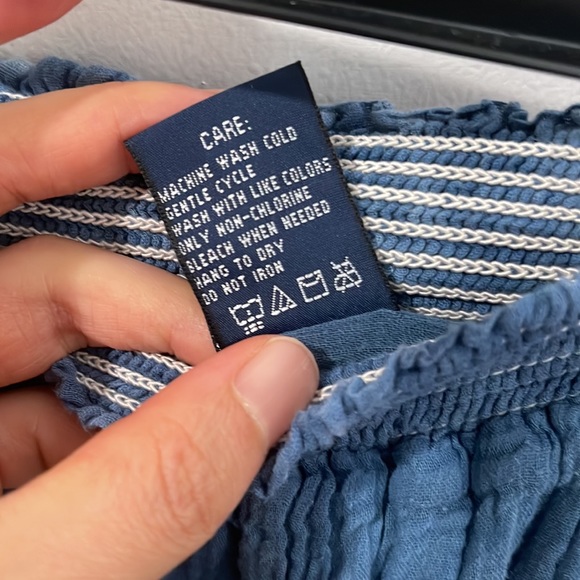 CARE:
MACHINE WASH COLD
GENTLE CYCLE
WASH WITH LIKE COLORS
ONLY NON-CHLORINE
BLEACH WHEN NEEDED
HANG TO DRY
DO NOT IRON